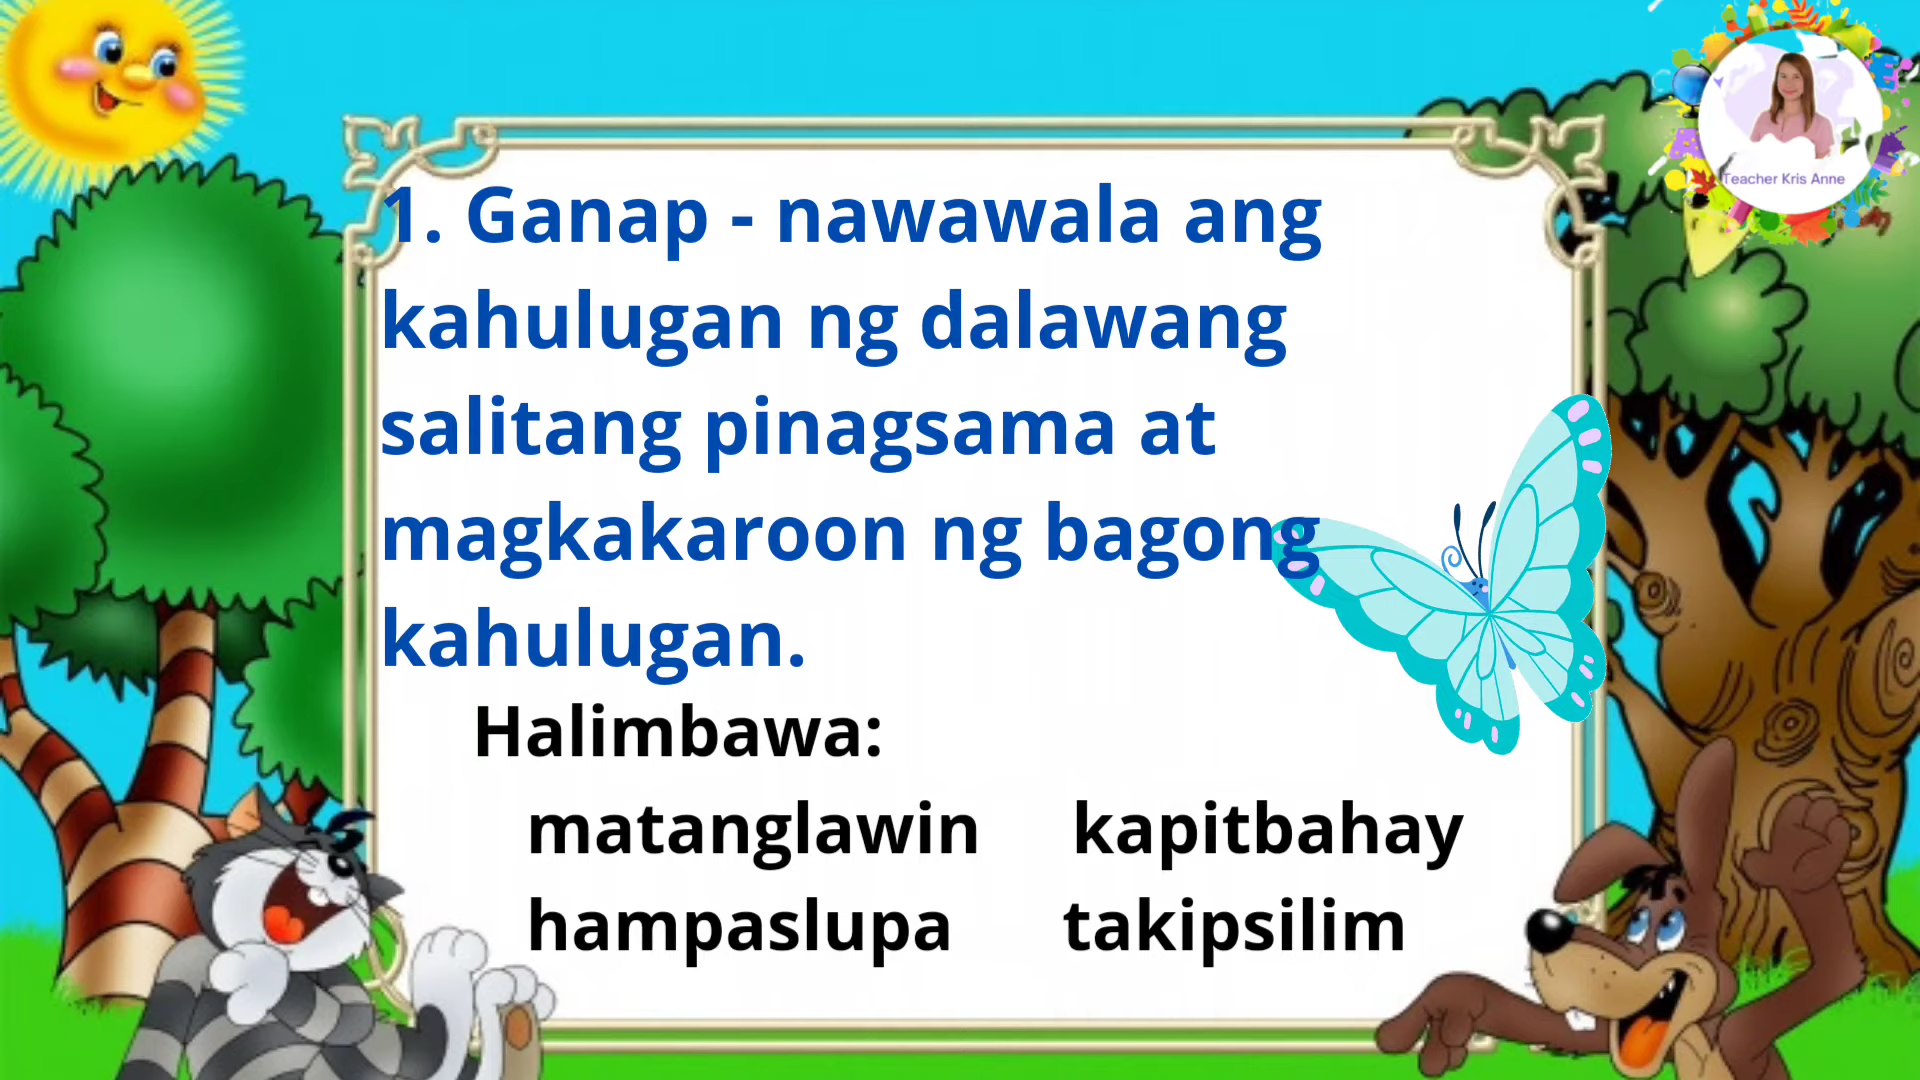 Teacher Kris Anne
1. Ganap - nawawala ang
kahulugan ng dalawang
salitang pinagsama at
magkakaroon ng bagong
kahulugan.
Halimbawa:
matanglawin kapitbahay
hampaslupa takipsilim